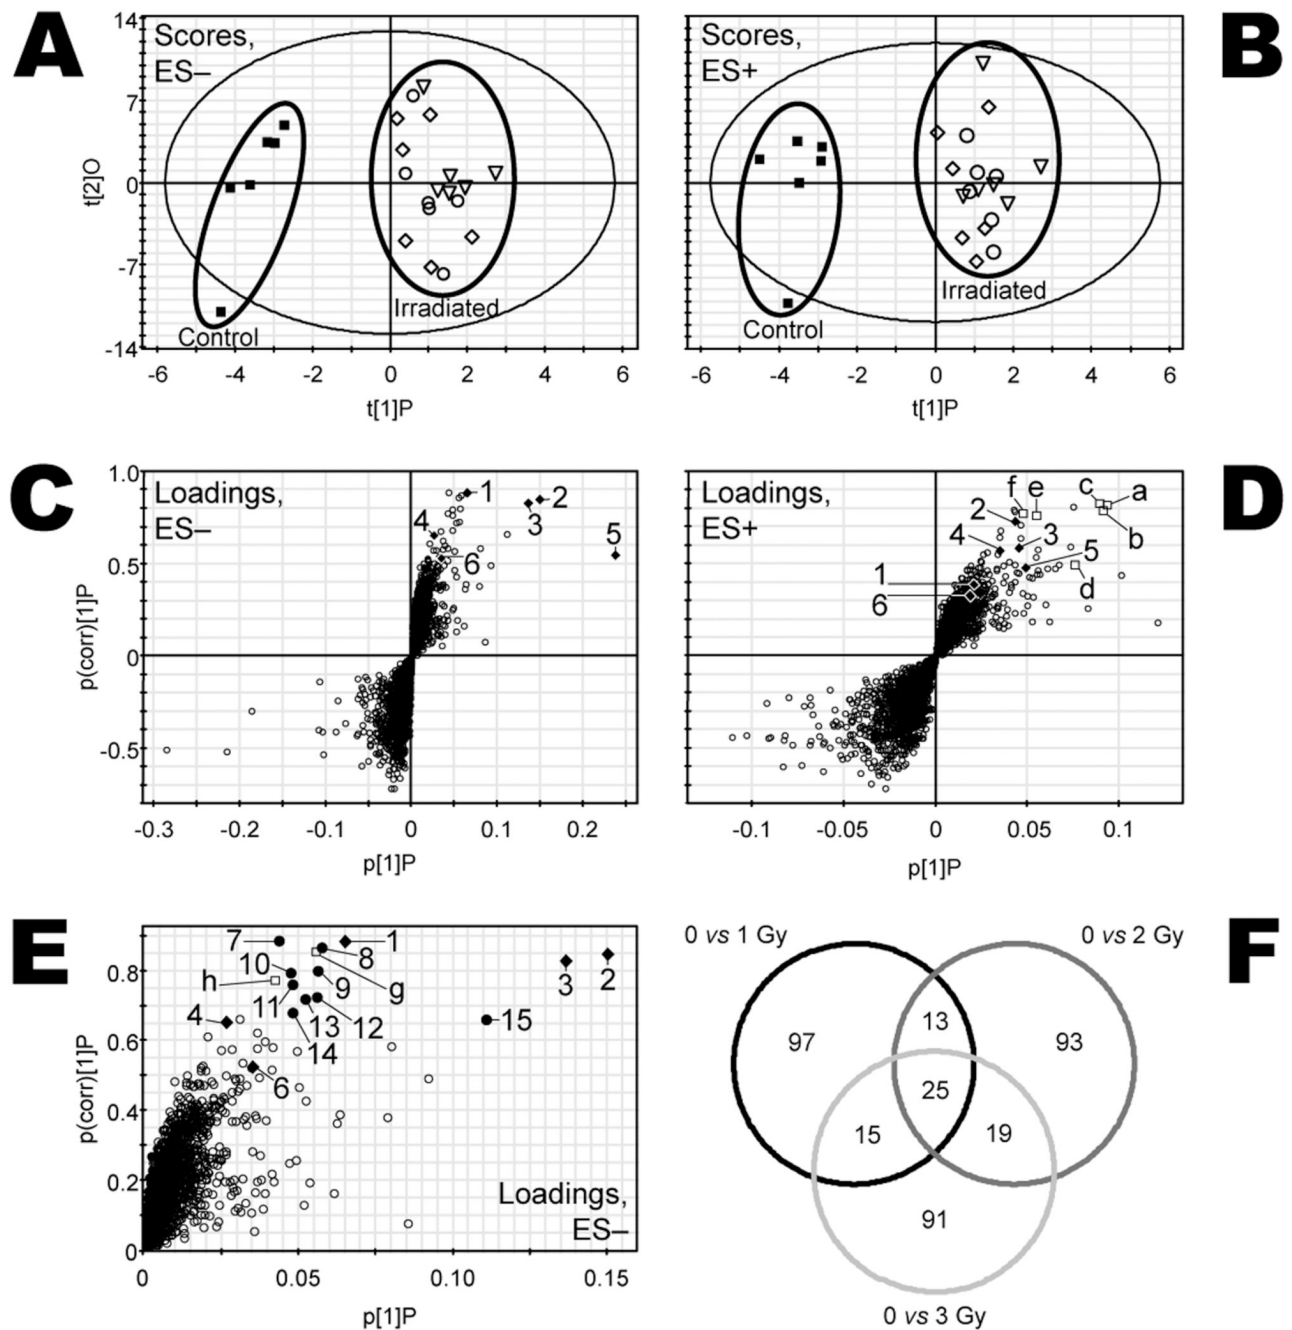 A
Scores,
ES–
14
7
0
-7
-14
t[2]O
Control
Irradiated
-6
-4
-2
0
2
4
6
t[1]P
B
Scores,
ES+
Control
Irradiated
-6
-4
-2
0
2
4
6
t[1]P
C
Loadings,
ES–
1.0
0.5
0
-0.5
p(corr)[1]P
1
2
3
4
5
6
-0.3
-0.2
-0.1
0
0.1
0.2
p[1]P
D
Loadings,
ES+
f
e
c
a
b
2
3
4
5
d
1
6
-0.1
-0.05
0
0.05
0.1
p[1]P
E
0.8
0.6
0.4
0.2
0
p(corr)[1]P
7
1
8
10
h
9
g
11
3
2
4
13
12
15
14
6
Loadings,
ES–
0
0.05
0.10
0.15
p[1]P
F
0 vs 1 Gy
0 vs 2 Gy
97
13
93
25
15
19
91
0 vs 3 Gy